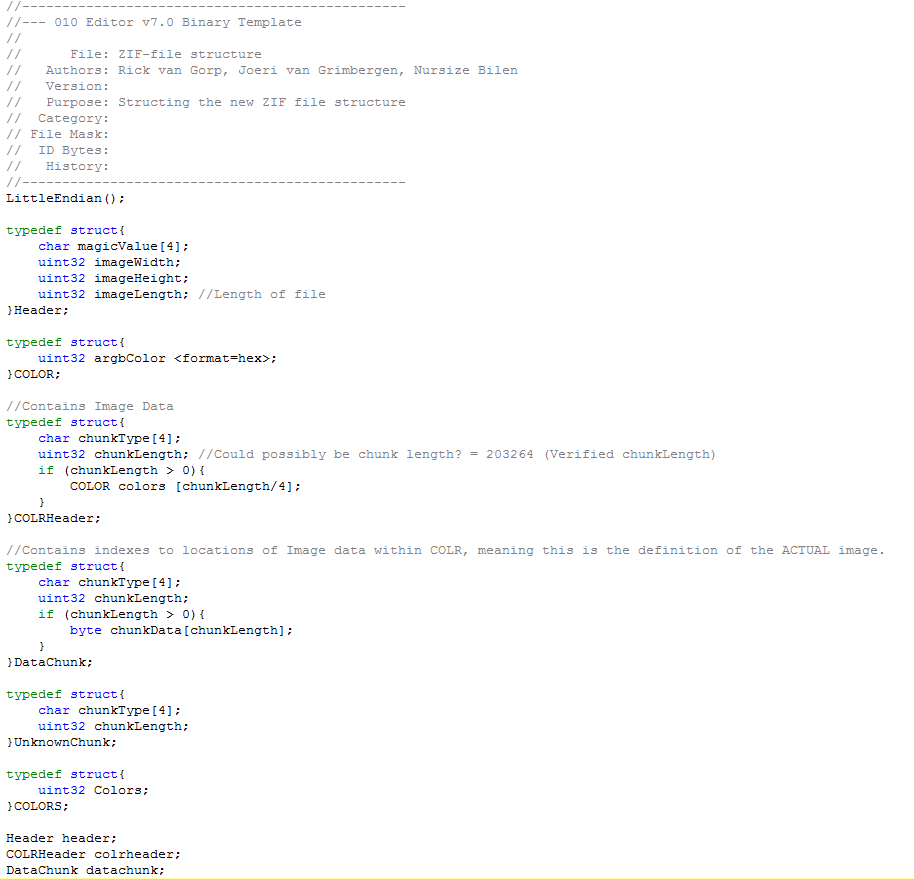 //------------------------------------------------
//--- 010 Editor v7.0 Binary Template
//
//      File: ZIF-file structure
//   Authors: Rick van Gorp, Joeri van Grimbergen, Nursize Bilen
//   Version:
//   Purpose: Structing the new ZIF file structure
//  Category:
// File Mask:
//  ID Bytes:
//   History:
//------------------------------------------------
LittleEndian();

typedef struct{
    char magicValue[4];
    uint32 imageWidth;
    uint32 imageHeight;
    uint32 imageLength; //Length of file
}Header;

typedef struct{
    uint32 argbColor <format=hex>;
}COLOR;

//Contains Image Data
typedef struct{
    char chunkType[4];
    uint32 chunkLength; //Could possibly be chunk length? = 203264 (Verified chunkLength)
    if (chunkLength > 0){
        COLOR colors [chunkLength/4];
    }
}COLRHeader;

//Contains indexes to locations of Image data within COLR, meaning this is the definition of the ACTUAL image.
typedef struct{
    char chunkType[4];
    uint32 chunkLength;
    if (chunkLength > 0){
        byte chunkData[chunkLength];
    }
}DataChunk;

typedef struct{
    char chunkType[4];
    uint32 chunkLength;
}UnknownChunk;

typedef struct{
    uint32 Colors;
}COLORS;

Header header;
COLRHeader colrheader;
DataChunk datachunk;